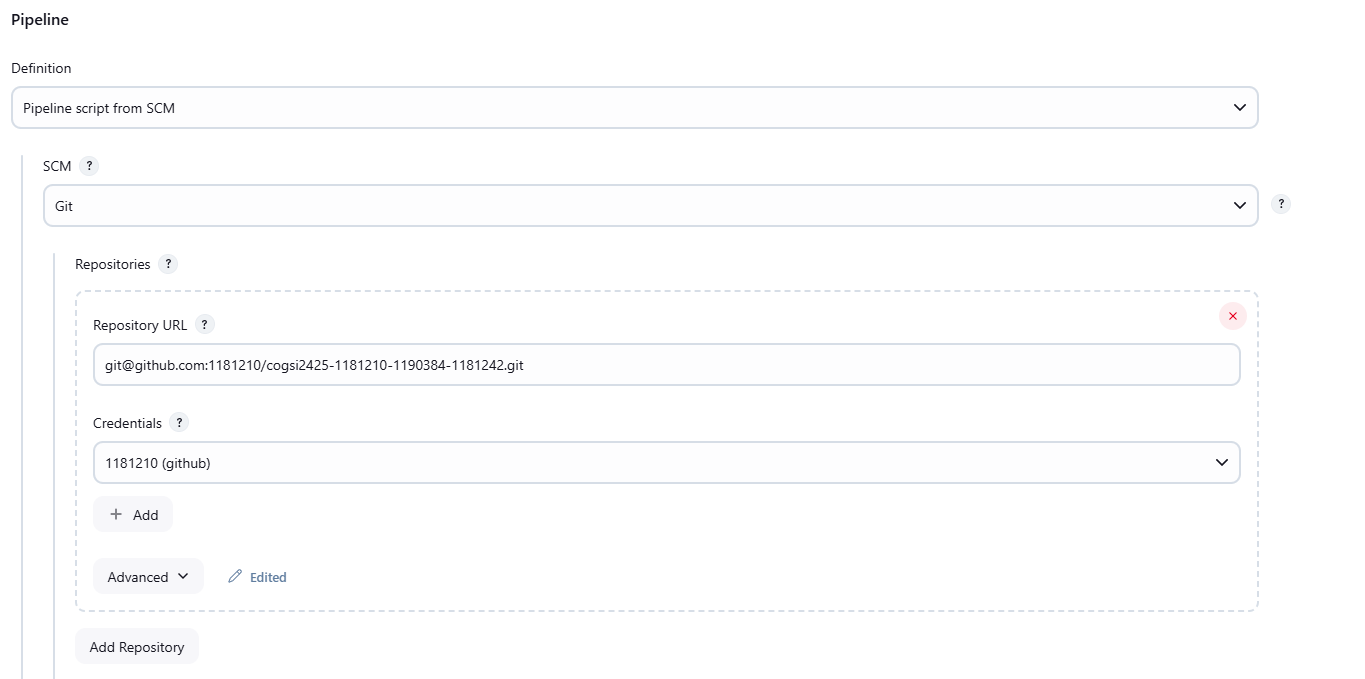 Pipeline
Definition
Pipeline script from SCM
SCM ?
Git
?
Repositories ?
Repository URL ?
git@github.com:1181210/cogsi2425-1181210-1190384-1181242.git
Credentials ?
1181210 (github)
+ Add
Advanced
Edited
Add Repository